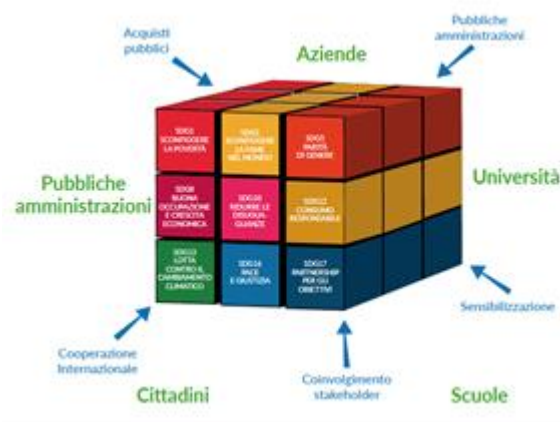 Acquisti
pubblici
Aziende
Pubbliche
amministrazioni
SDG1
SCONFIGGERE
LA POVERTÀ
SDG2
SCONFIGGERE
LA FAME
NEL MONDO
SDG5
PARITÀ
DI GENERE
Pubbliche
amministrazioni
SDG8
BUONA
OCCUPAZIONE
E CRESCITA
ECONOMICA
SDG10
RIDURRE LE
DISUGUA-
GLIANZE
SDG12
CONSUMO
RESPONSABILE
Università
SDG13
LOTTA
CONTRO IL
CAMBIAMENTO
CLIMATICO
SDG16
PACE
E GIUSTIZIA
SDG17
PARTNERSHIP
PER GLI
OBIETTIVI
Sensibilizzazione
Cooperazione
Internazionale
Coinvolgimento
stakeholder
Cittadini
Scuole